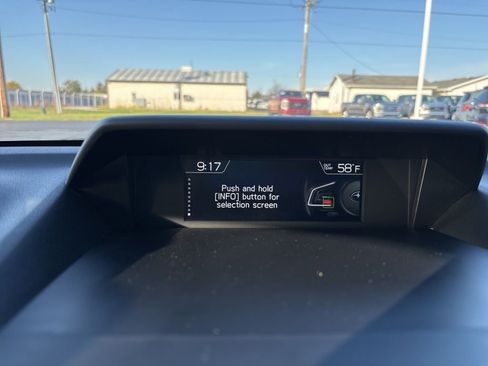 9:17
OUT
TEMP
58°F
Push and hold
[INFO] button for
selection screen